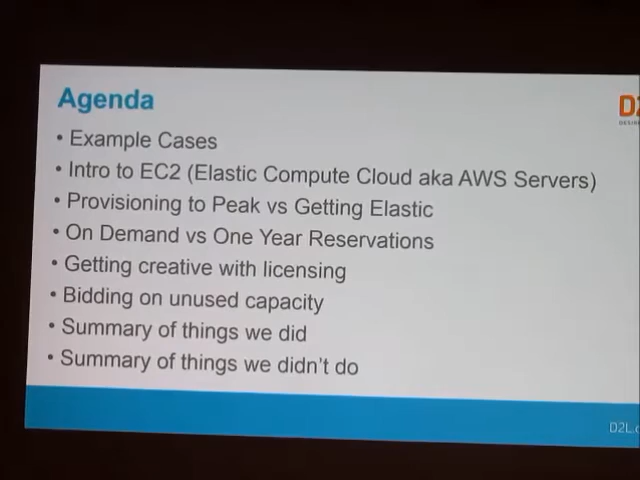 Agenda
• Example Cases
• Intro to EC2 (Elastic Compute Cloud aka AWS Servers)
• Provisioning to Peak vs Getting Elastic
• On Demand vs One Year Reservations
• Getting creative with licensing
• Bidding on unused capacity
• Summary of things we did
• Summary of things we didn't do